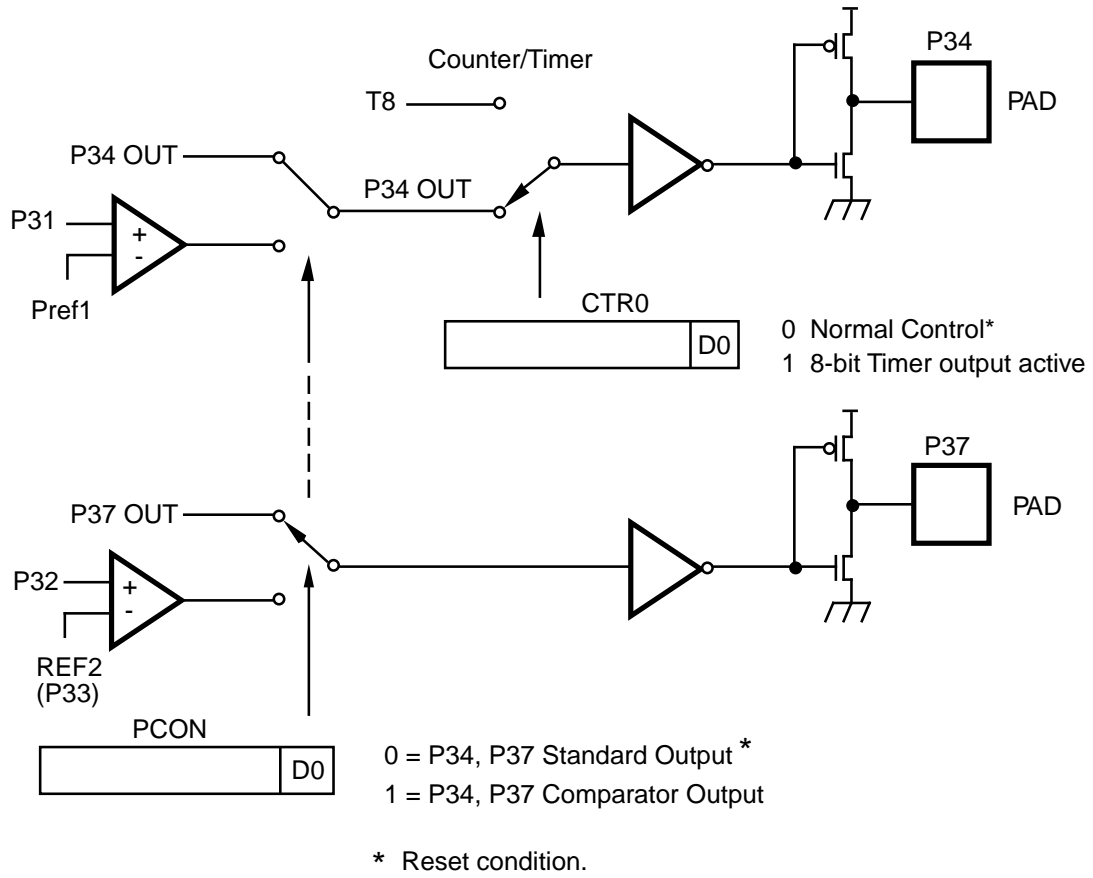 P34
Counter/Timer
T8
PAD
P34 OUT
P34 OUT
P31
+
-
Pref1
CTR0
D0
0 Normal Control*
1 8-bit Timer output active
P37
P37 OUT
PAD
P32
+
-
REF2
(P33)
PCON
D0
0 = P34, P37 Standard Output *
1 = P34, P37 Comparator Output
* Reset condition.